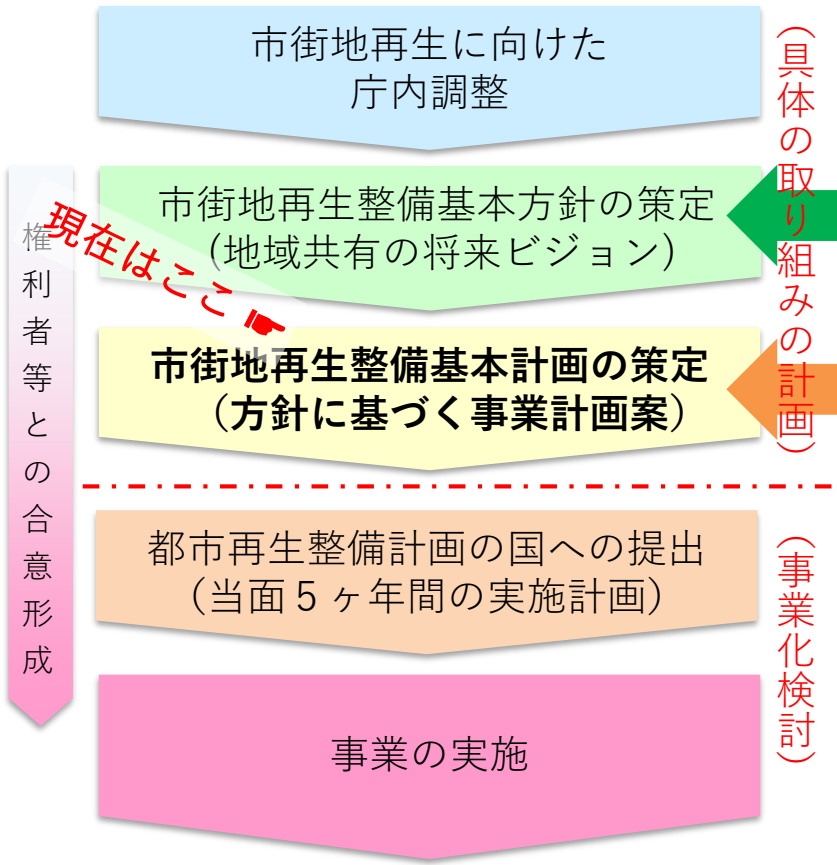 市街地再生に向けた
庁内調整
市街地再生整備基本方針の策定
(地域共有の将来ビジョン)
現在はここ☛
市街地再生整備基本計画の策定
(方針に基づく事業計画案)
都市再生整備計画の国への提出
(当面5ヶ年間の実施計画)
事業の実施
権利者等との合意形成
(具体の取り組みの計画)
(事業化検討)